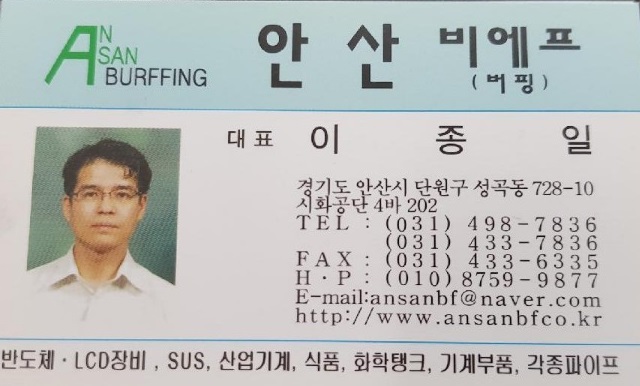 AN
SAN
BURFFING
안 산 비에프
(버핑)
대표 이 종 일
경기도 안산시 단원구 성곡동 728-10
시화공단 4바 202
TEL : (031) 498-7836
(031) 433-7836
FAX : (031) 433-6335
H·P : (010) 8759-9877
E-mail:ansanbf@naver.com
http://www.ansanbfco.kr
반도체·LCD장비, SUS, 산업기계, 식품, 화학탱크, 기계부품, 각종파이프